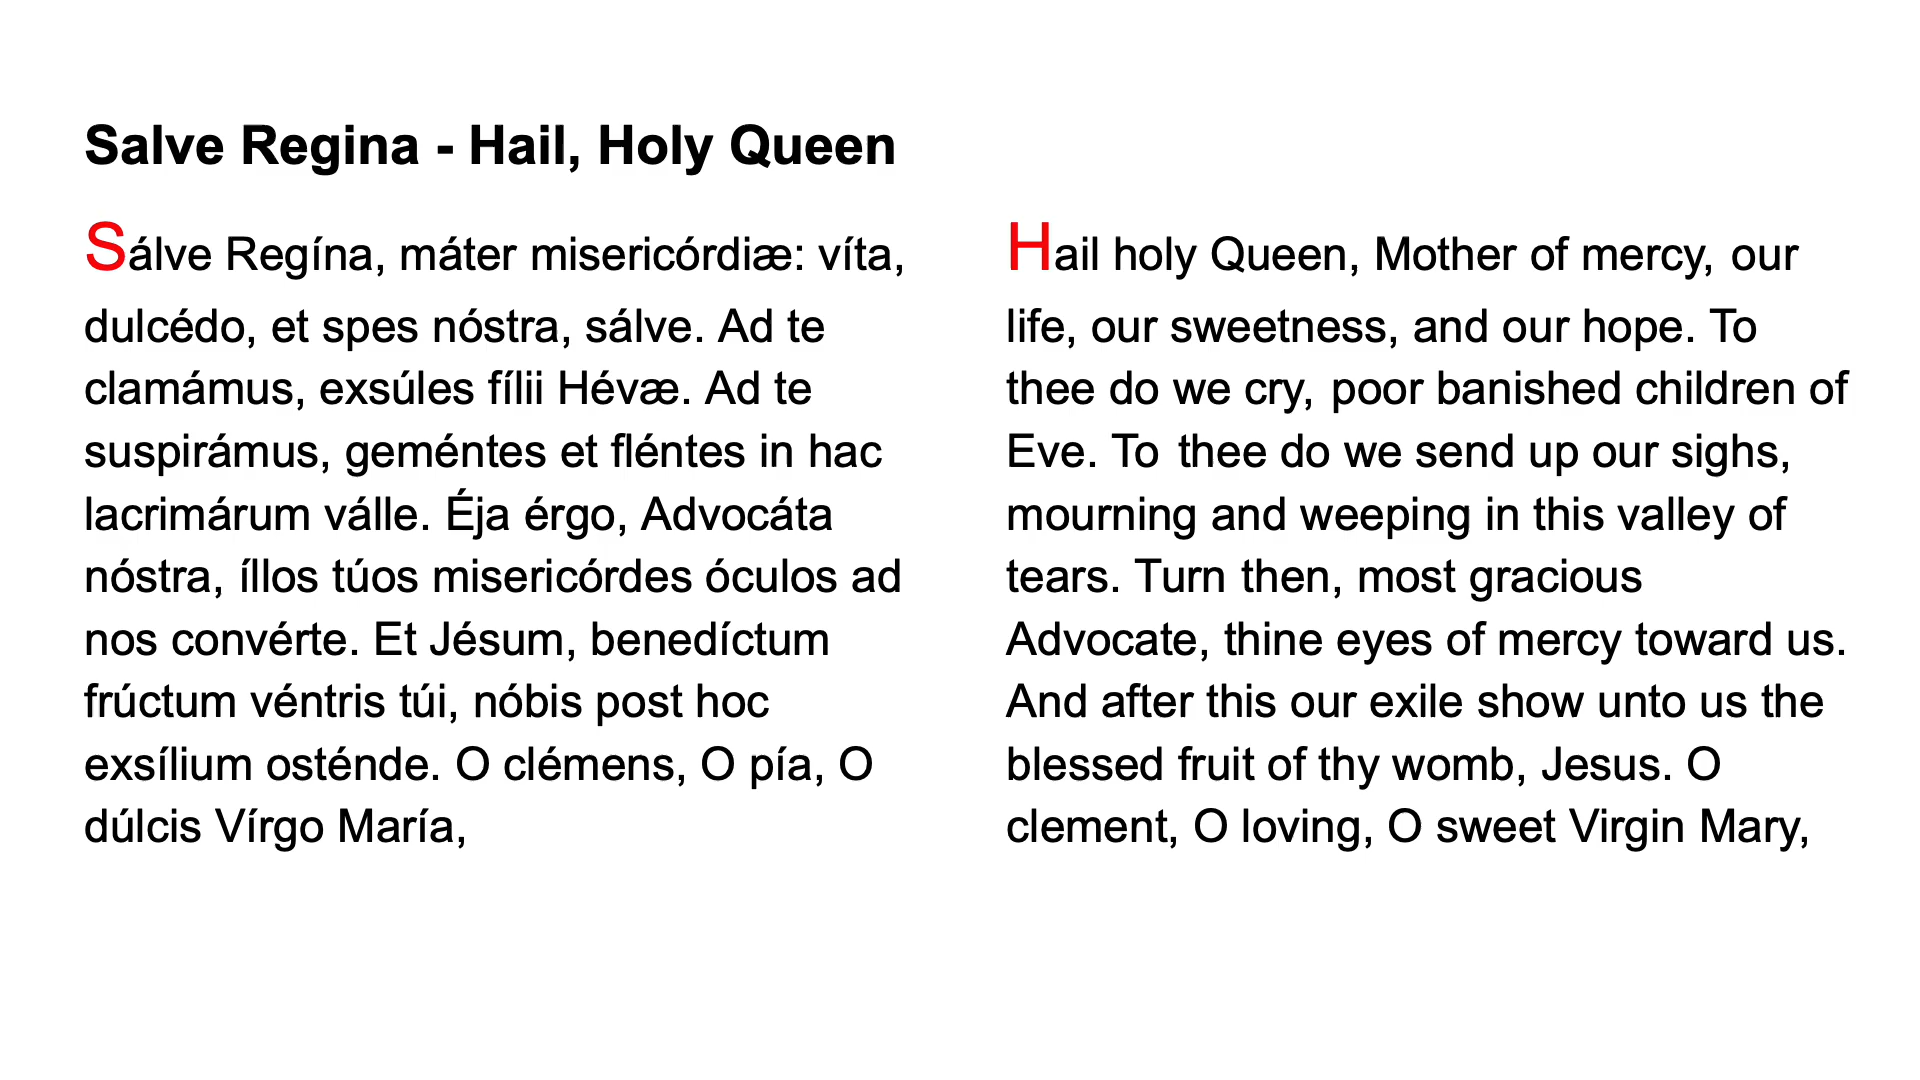 Salve Regina - Hail, Holy Queen
Sálve Regína, máter misericórdiæ: víta,
dulcédo, et spes nóstra, sálve. Ad te
clamámus, exsúles fílii Hévæ. Ad te
suspirámus, geméntes et fléntes in hac
lacrimárum válle. Éja érgo, Advocáta
nóstra, íllos túos misericórdes óculos ad
nos convérte. Et Jésum, benedíctum
frúctum véntris túi, nóbis post hoc
exsílium osténde. O clémens, O pía, O
dúlcis Vírgo María,
Hail holy Queen, Mother of mercy, our
life, our sweetness, and our hope. To
thee do we cry, poor banished children of
Eve. To thee do we send up our sighs,
mourning and weeping in this valley of
tears. Turn then, most gracious
Advocate, thine eyes of mercy toward us.
And after this our exile show unto us the
blessed fruit of thy womb, Jesus. O
clement, O loving, O sweet Virgin Mary,